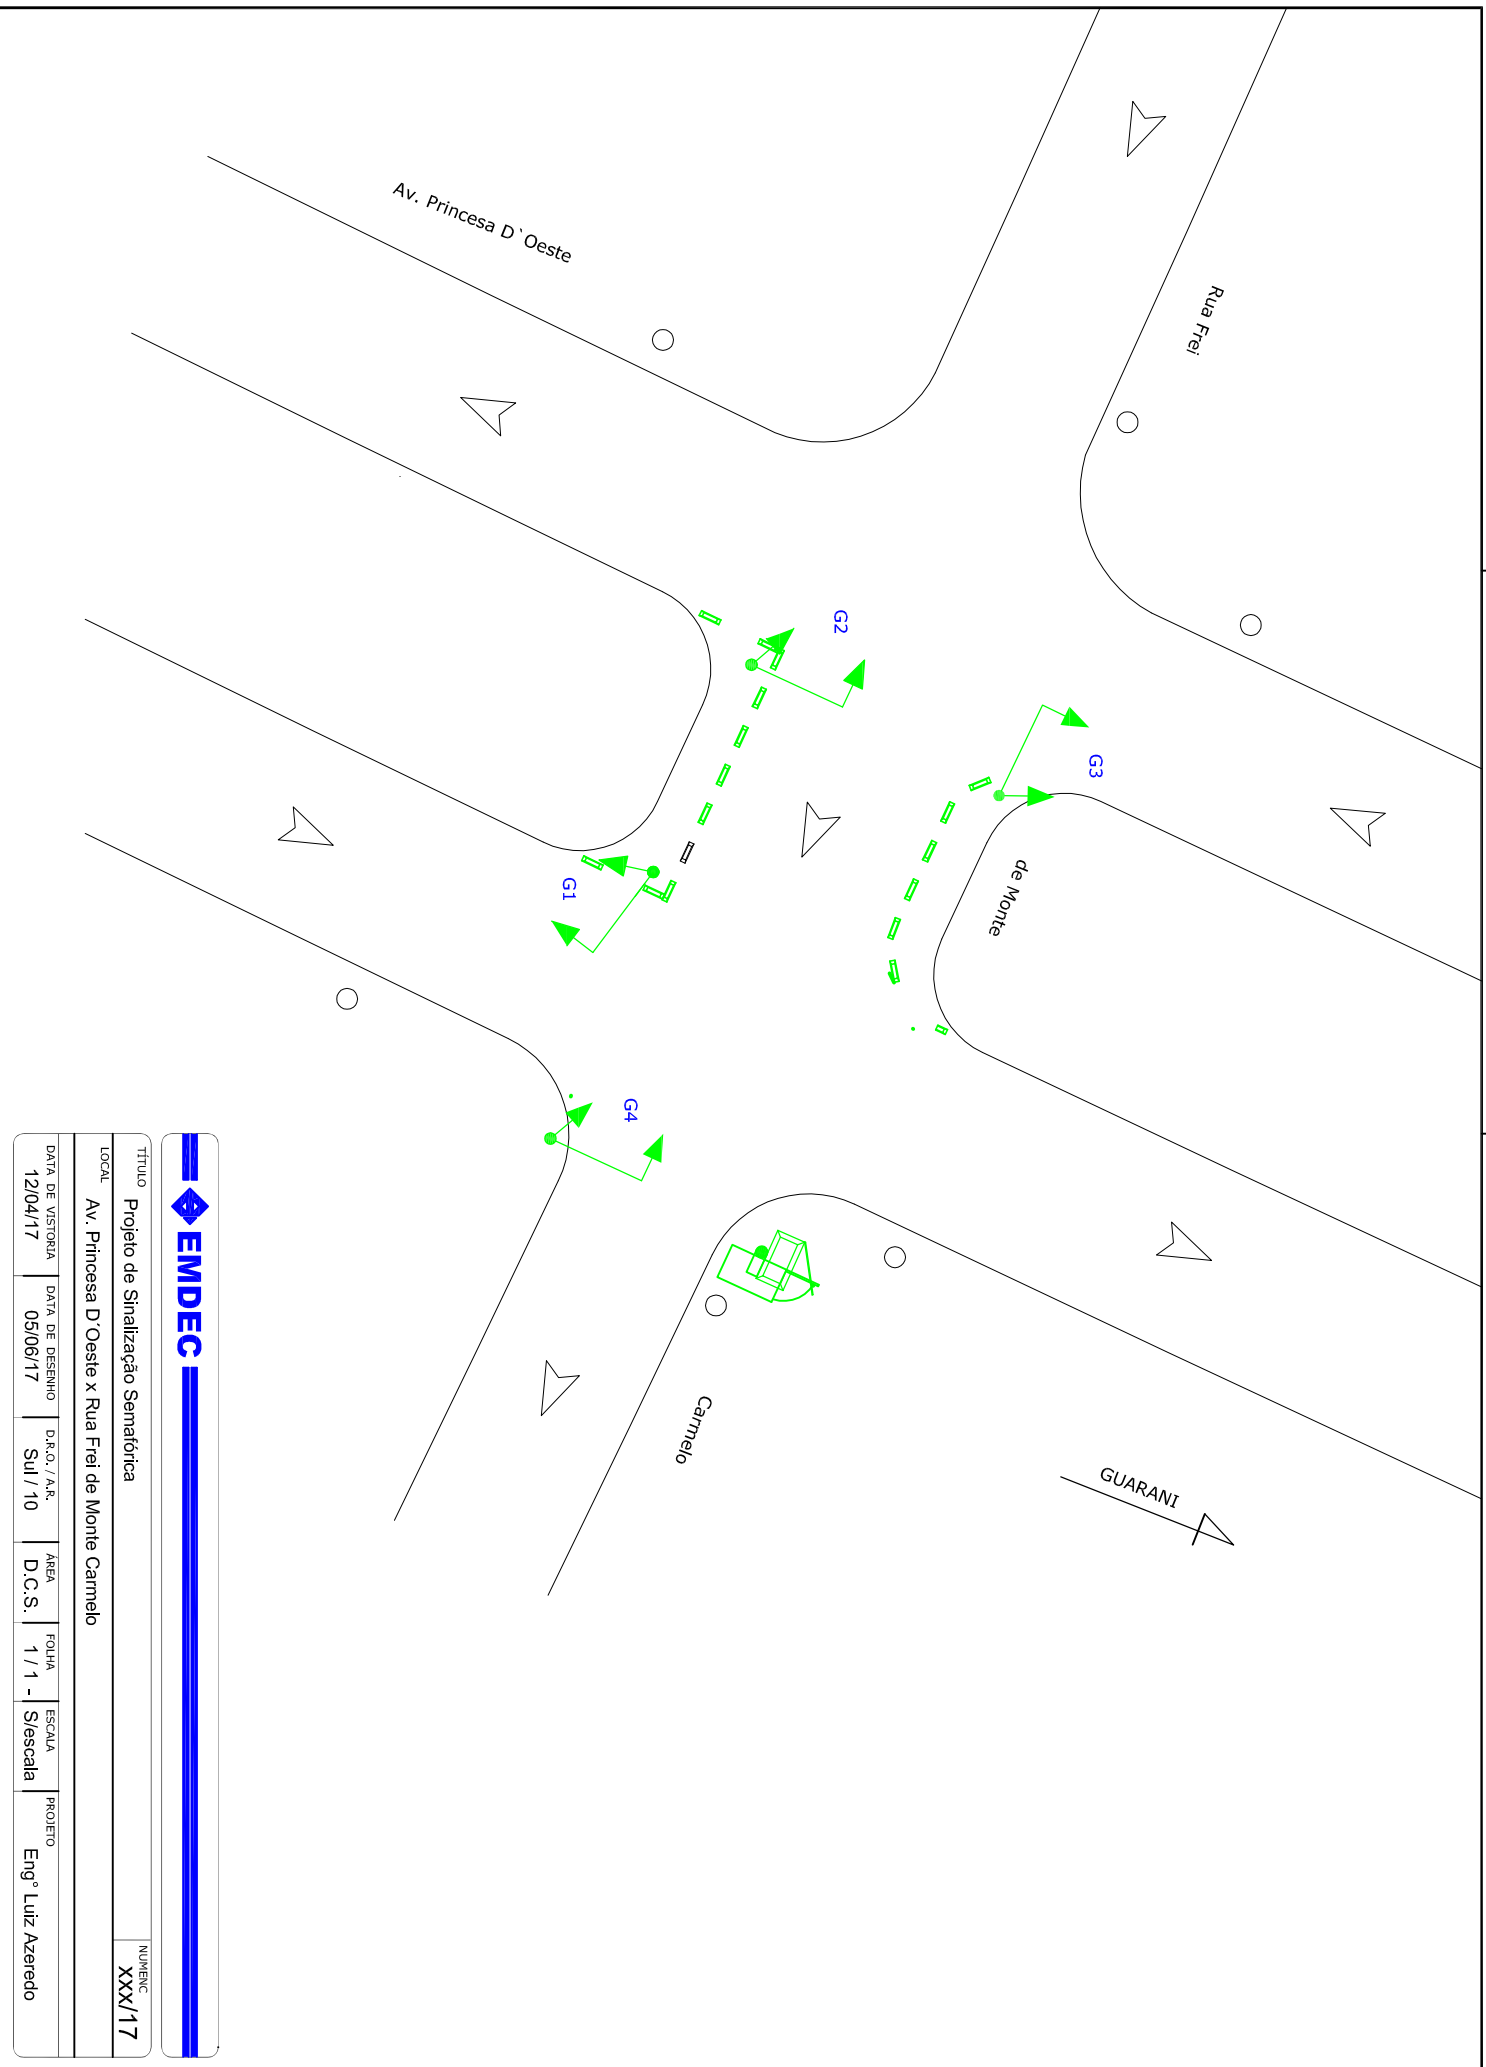 Av. Princesa D`Oeste
Rua Frei
de Monte
Carmelo
G2
G3
G1
G4
GUARANI
EMDEC
TÍTULO
Projeto de Sinalização Semafórica
NUMENC
xxx/17
LOCAL
Av. Princesa D'Oeste x Rua Frei de Monte Carmelo
DATA DE VISTORIA
12/04/17
DATA DE DESENHO
05/06/17
D.R.O. / A.R.
Sul / 10
ÁREA
D.C.S.
FOLHA
1 / 1 -
ESCALA
S/escala
PROJETO
Eng° Luiz Azeredo